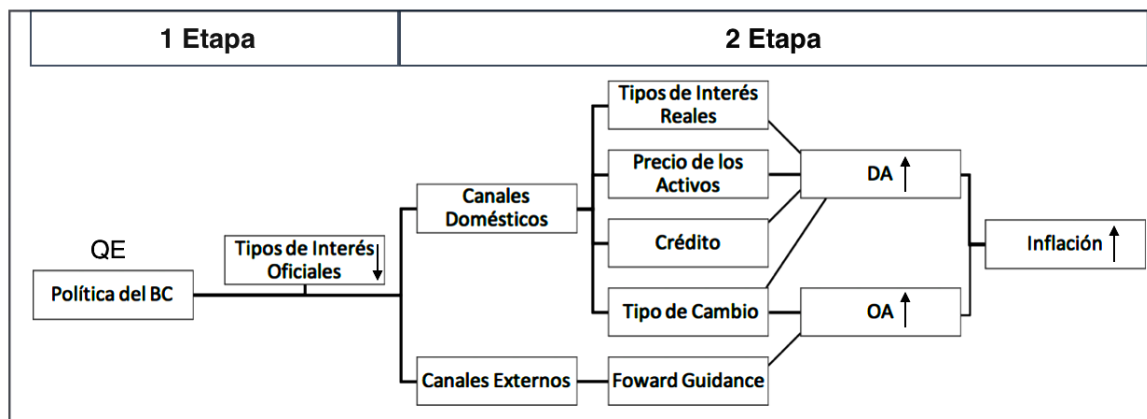 1 Etapa
2 Etapa
Tipos de Interés
Reales
Precio de los
Activos
DA
Canales
Domésticos
QE
Tipos de Interés
Oficiales
Crédito
Inflación
Política del BC
Tipo de Cambio
OA
Canales Externos
Foward Guidance